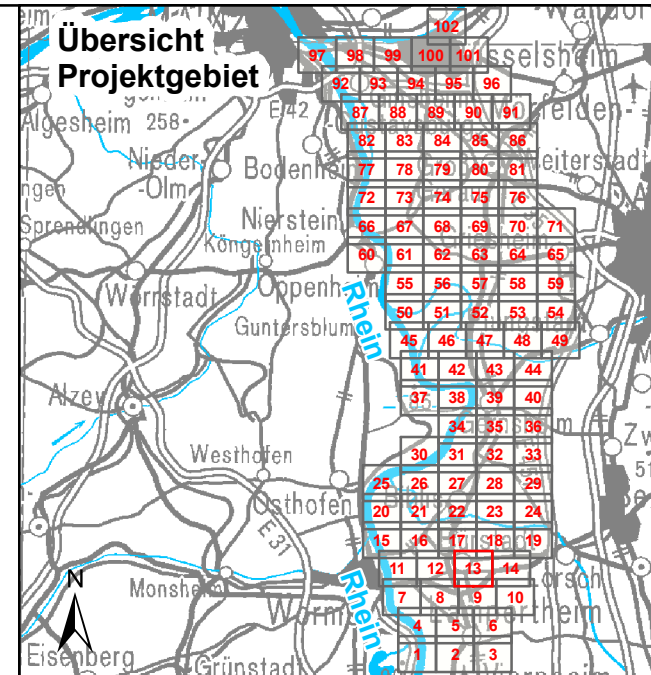 Übersicht
Projektgebiet
102
97 98 99 100 101
sselsheim
92 93 94 95 96
E 42
87 88 89 90 91
Algesheim 258
82 83 84 85 86
Nieder
-Olm
Bodenheim
77 78 79 80 81
72 73 74 75 76
Nierstein
66 67 68 69 70 71
Sprendlingen
Köngernheim
60 61 62 63 64 65
Wörrstadt
Oppenh
55 56 57 58 59
Rhein
50 51 52 53 54
Guntersblum
45 46 47 48 49
41 42 43 44
Alzey
37 38 39 40
34 35 36
Westhofen
30 31 32 33
25 26 27 28 29
Osthofen
20 21 22 23 24
E 31
15 16 17 18 19
11 12 13 14
Lorsch
N
Monsheim
Rhein
7 8 9 10
Worms
4 5 6
Eisenberg
Grünstadt
1 2 3